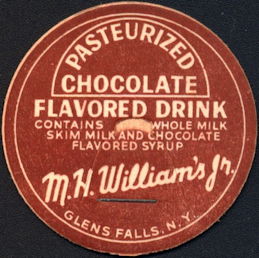 PASTEURIZED
CHOCOLATE
FLAVORED DRINK
CONTAINS WHOLE MILK
SKIM MILK AND CHOCOLATE
FLAVORED SYRUP
M.H. William's Jr.
GLENS FALLS, N.Y.